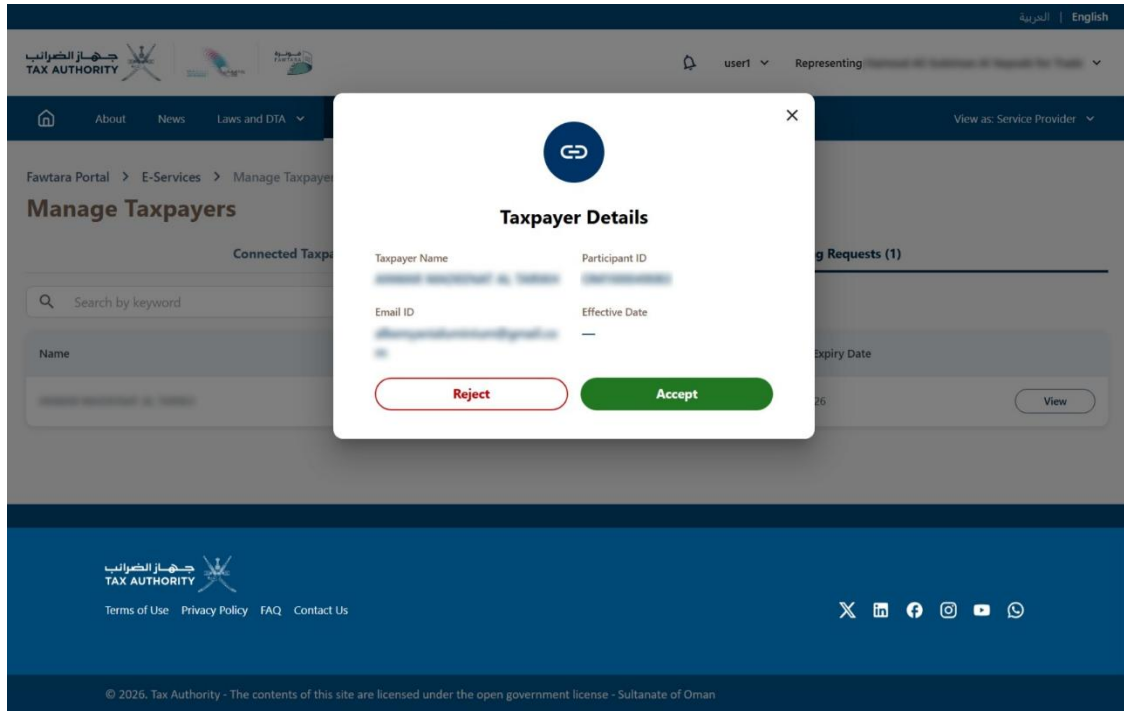 العربية | English
جهاز الضرائب
TAX AUTHORITY
فوترة
FAWTARA
user1
Representing
About
News
Laws and DTA
View as: Service Provider
Fawtara Portal > E-Services > Manage Taxpayer
Manage Taxpayers
Connected Taxpa
g Requests (1)
Search by keyword
Name
Expiry Date
26
View
Taxpayer Details
Taxpayer Name
Participant ID
Email ID
Effective Date
—
Reject
Accept
جهاز الضرائب
TAX AUTHORITY
Terms of Use Privacy Policy FAQ Contact Us
© 2026. Tax Authority - The contents of this site are licensed under the open government license - Sultanate of Oman